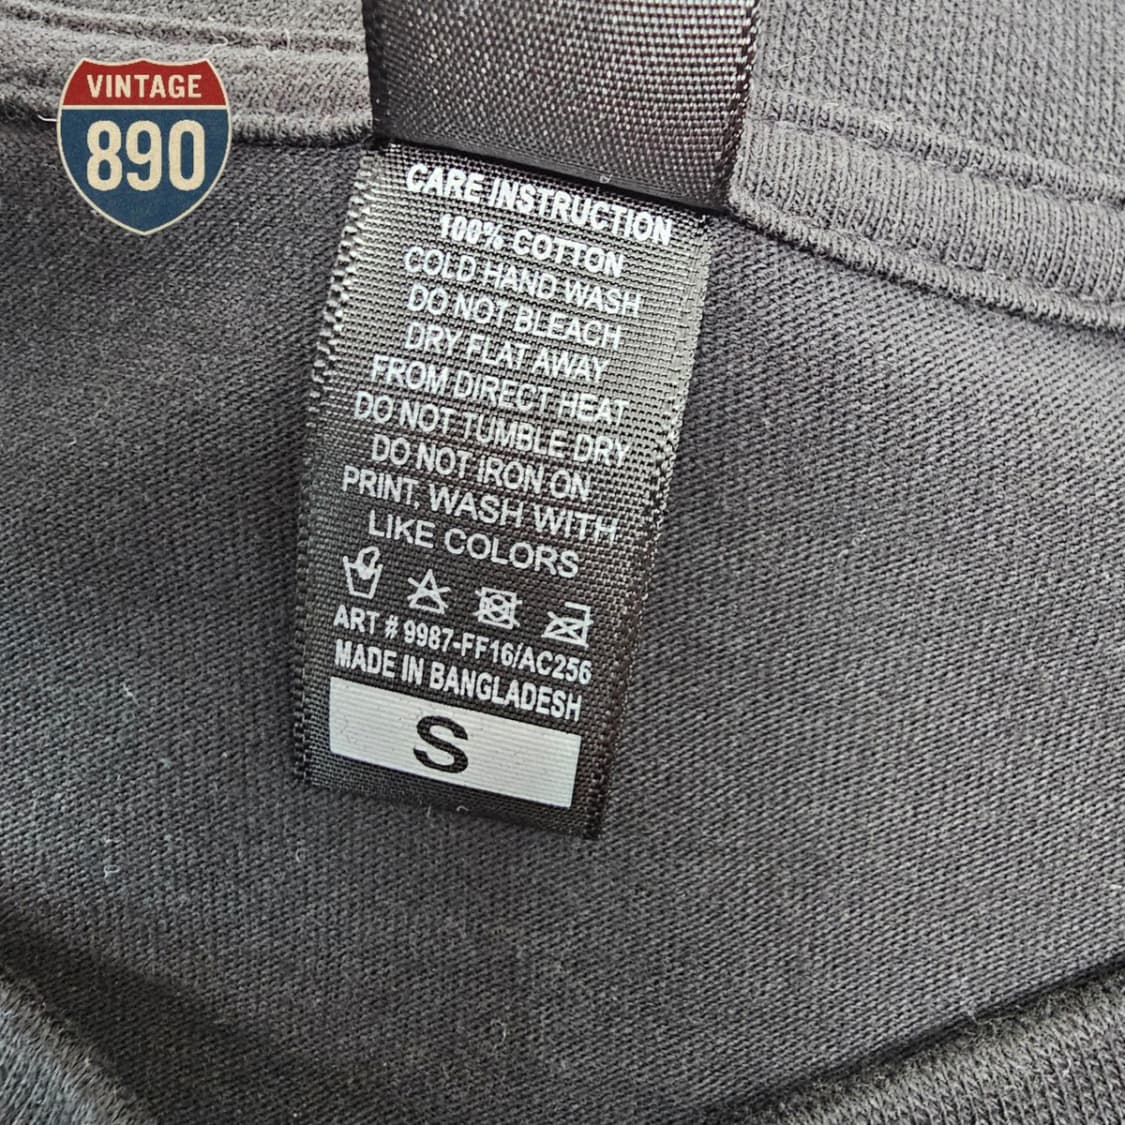 VINTAGE
890
CARE INSTRUCTION
100% COTTON
COLD HAND WASH
DO NOT BLEACH
DRY FLAT AWAY
FROM DIRECT HEAT
DO NOT TUMBLE DRY
DO NOT IRON ON
PRINT, WASH WITH
LIKE COLORS
ART # 9987-FF16/AC256
MADE IN BANGLADESH
S